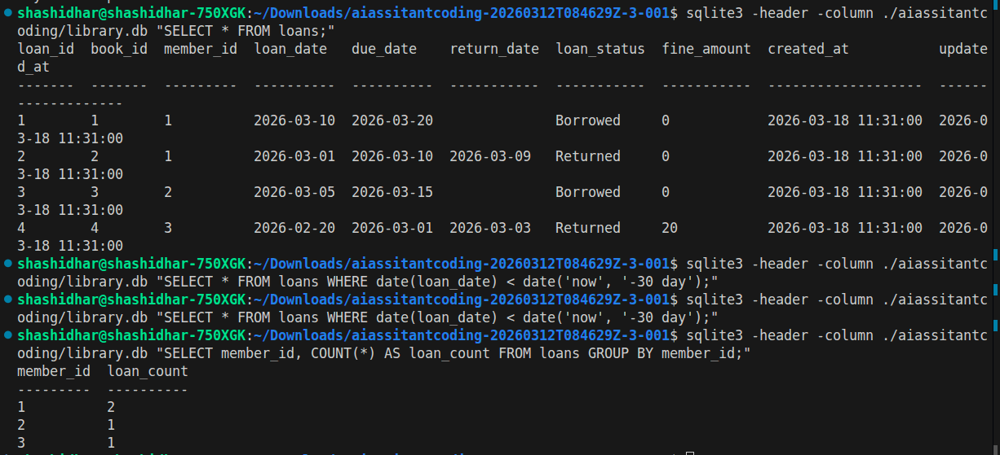 shashidhar@shashidhar-750XGK:~/Downloads/aiassitantcoding-20260312T084629Z-3-001$ sqlite3 -header -column ./aiassitantc
oding/library.db "SELECT * FROM loans;"
loan_id  book_id  member_id  loan_date   due_date    return_date  loan_status  fine_amount  created_at           update
d_at
-------  -------  ---------  ----------  ----------  -----------  -----------  -----------  -------------------  ------
-------------
1        1        1          2026-03-10  2026-03-20               Borrowed     0            2026-03-18 11:31:00  2026-0
3-18 11:31:00
2        2        1          2026-03-01  2026-03-10  2026-03-09   Returned     0            2026-03-18 11:31:00  2026-0
3-18 11:31:00
3        3        2          2026-03-05  2026-03-15               Borrowed     0            2026-03-18 11:31:00  2026-0
3-18 11:31:00
4        4        3          2026-02-20  2026-03-01  2026-03-03   Returned     20           2026-03-18 11:31:00  2026-0
3-18 11:31:00
shashidhar@shashidhar-750XGK:~/Downloads/aiassitantcoding-20260312T084629Z-3-001$ sqlite3 -header -column ./aiassitantc
oding/library.db "SELECT * FROM loans WHERE date(loan_date) < date('now', '-30 day');"
shashidhar@shashidhar-750XGK:~/Downloads/aiassitantcoding-20260312T084629Z-3-001$ sqlite3 -header -column ./aiassitantc
oding/library.db "SELECT * FROM loans WHERE date(loan_date) < date('now', '-30 day');"
shashidhar@shashidhar-750XGK:~/Downloads/aiassitantcoding-20260312T084629Z-3-001$ sqlite3 -header -column ./aiassitantc
oding/library.db "SELECT member_id, COUNT(*) AS loan_count FROM loans GROUP BY member_id;"
member_id  loan_count
---------  ----------
1          2
2          1
3          1